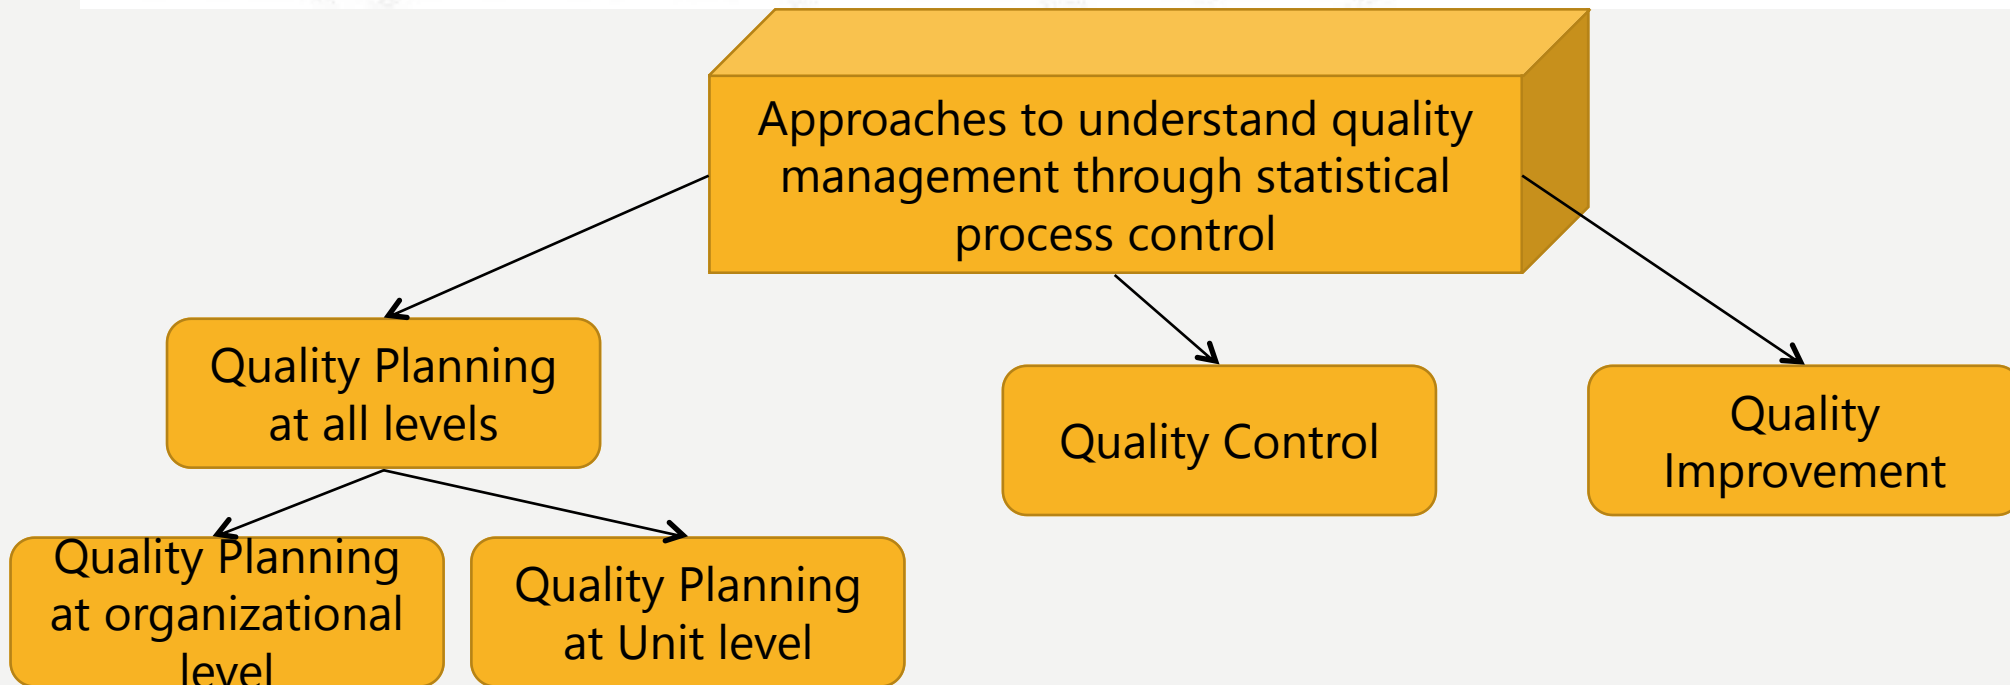 Approaches to understand quality
management through statistical
process control
Quality Planning
at all levels
Quality Control
Quality
Improvement
Quality Planning
at organizational
level
Quality Planning
at Unit level